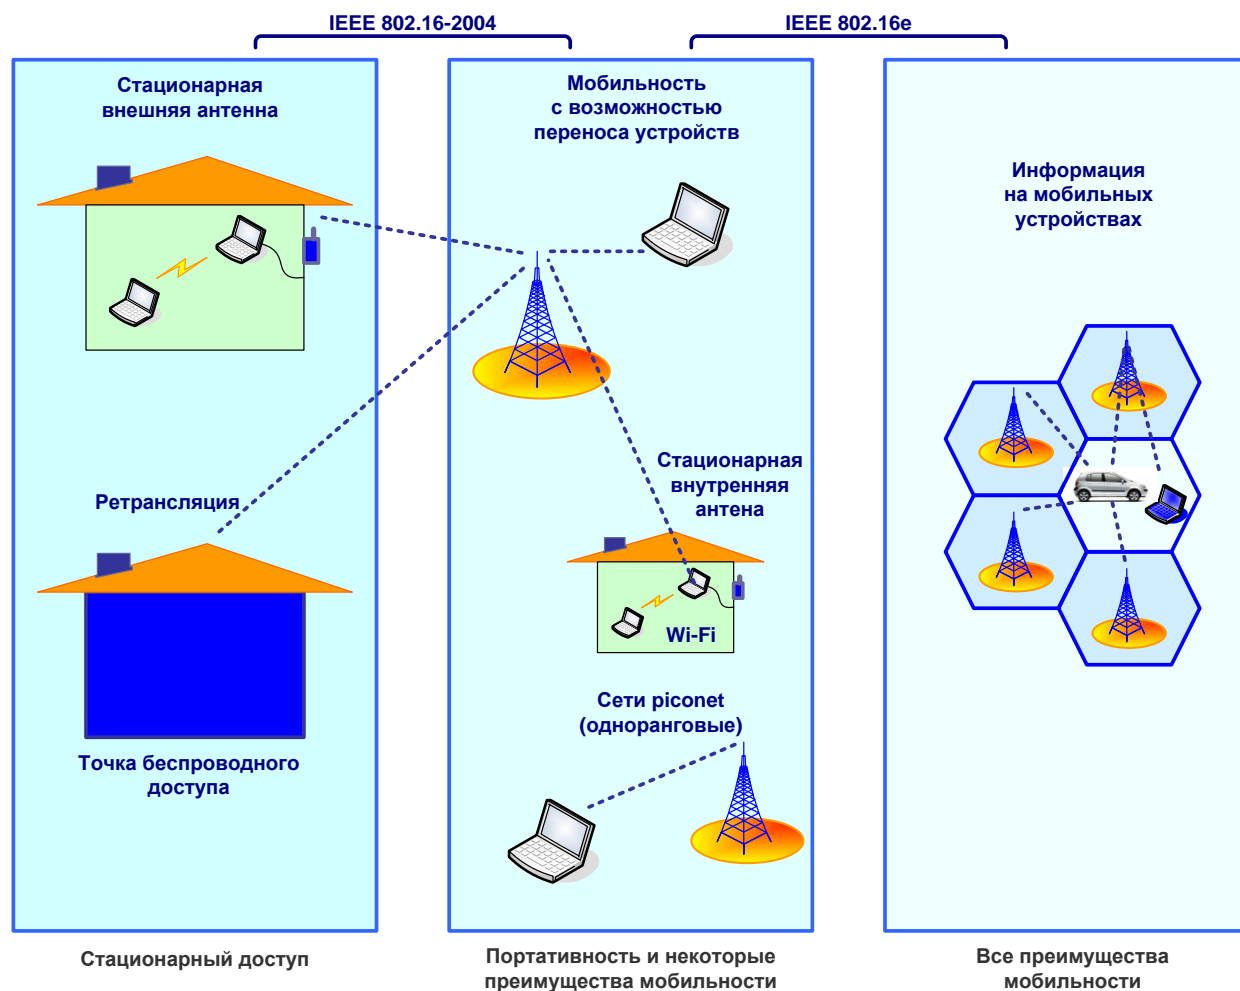 IEEE 802.16-2004
IEEE 802.16e
Стационарная
внешняя антенна
Ретрансляция
Точка беспроводного
доступа
Стационарный доступ
Мобильность
с возможностью
переноса устройств
Стационарная
внутренняя
антена
Wi-Fi
Сети piconet
(одноранговые)
Портативность и некоторые
преимущества мобильности
Информация
на мобильных
устройствах
Все преимущества
мобильности